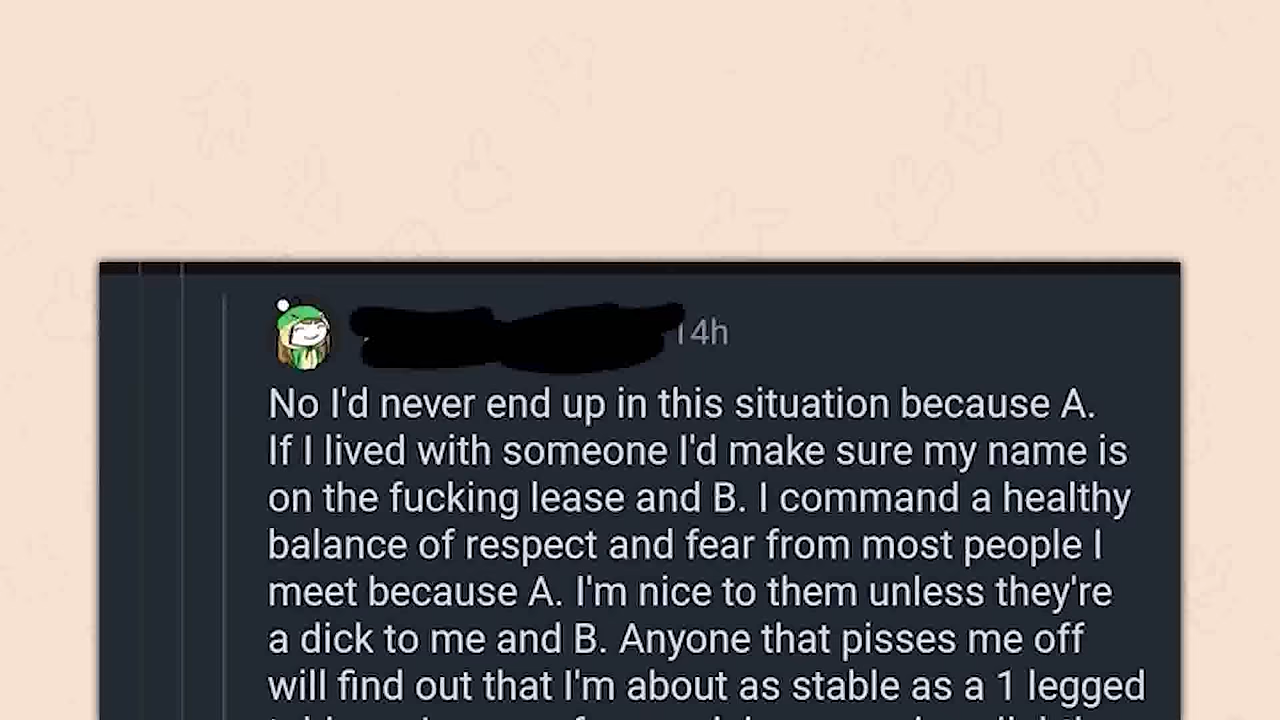 14h
No I'd never end up in this situation because A.
If I lived with someone I'd make sure my name is
on the fucking lease and B. I command a healthy
balance of respect and fear from most people I
meet because A. I'm nice to them unless they're
a dick to me and B. Anyone that pisses me off
will find out that I'm about as stable as a 1 legged